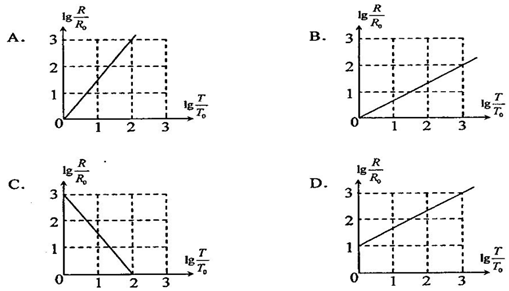 A.
lg R/R₀
3
2
1
0 1 2 3
lg T/T₀
B.
lg R/R₀
3
2
1
0 1 2 3
lg T/T₀
C.
lg R/R₀
3
2
1
0 1 2 3
lg T/T₀
D.
lg R/R₀
3
2
1
0 1 2 3
lg T/T₀